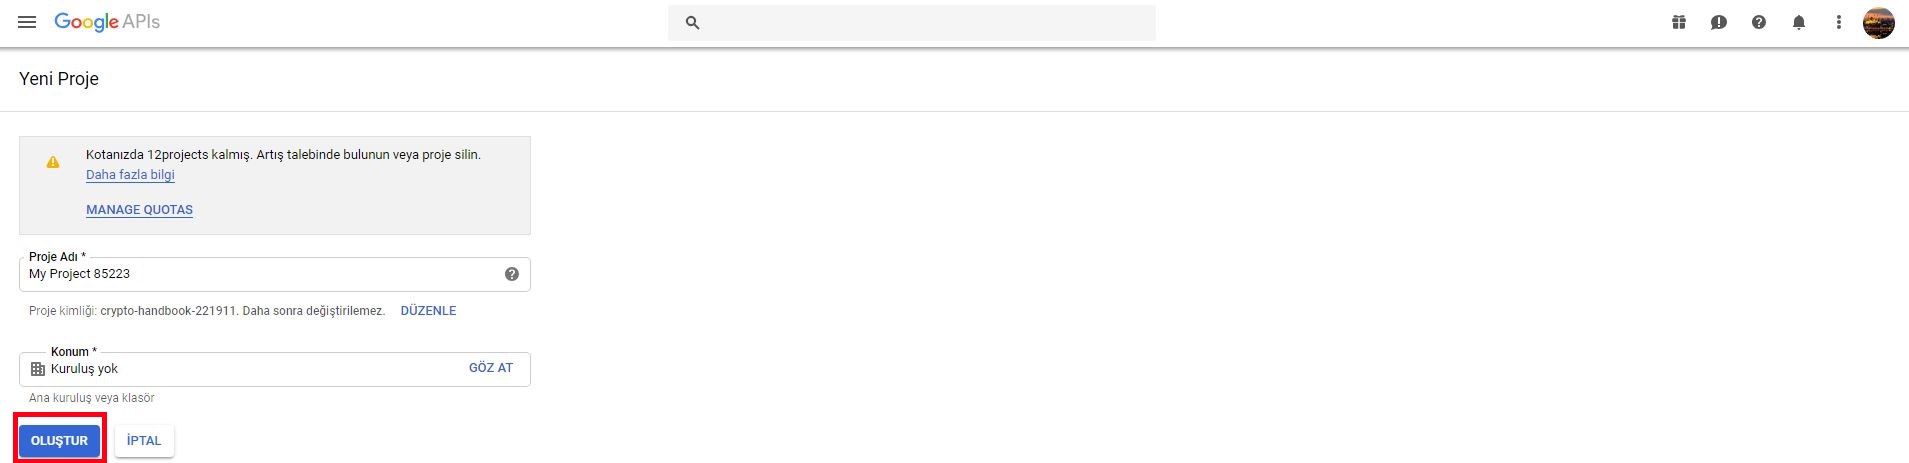 Google APIs
Yeni Proje
Kotanızda 12projects kalmış. Artış talebinde bulunun veya proje silin.
Daha fazla bilgi
MANAGE QUOTAS
Proje Adı *
My Project 85223
Proje kimliği: crypto-handbook-221911. Daha sonra değiştirilemez. DÜZENLE
Konum *
Kuruluş yok GÖZ AT
Ana kuruluş veya klasör
OLUŞTUR İPTAL